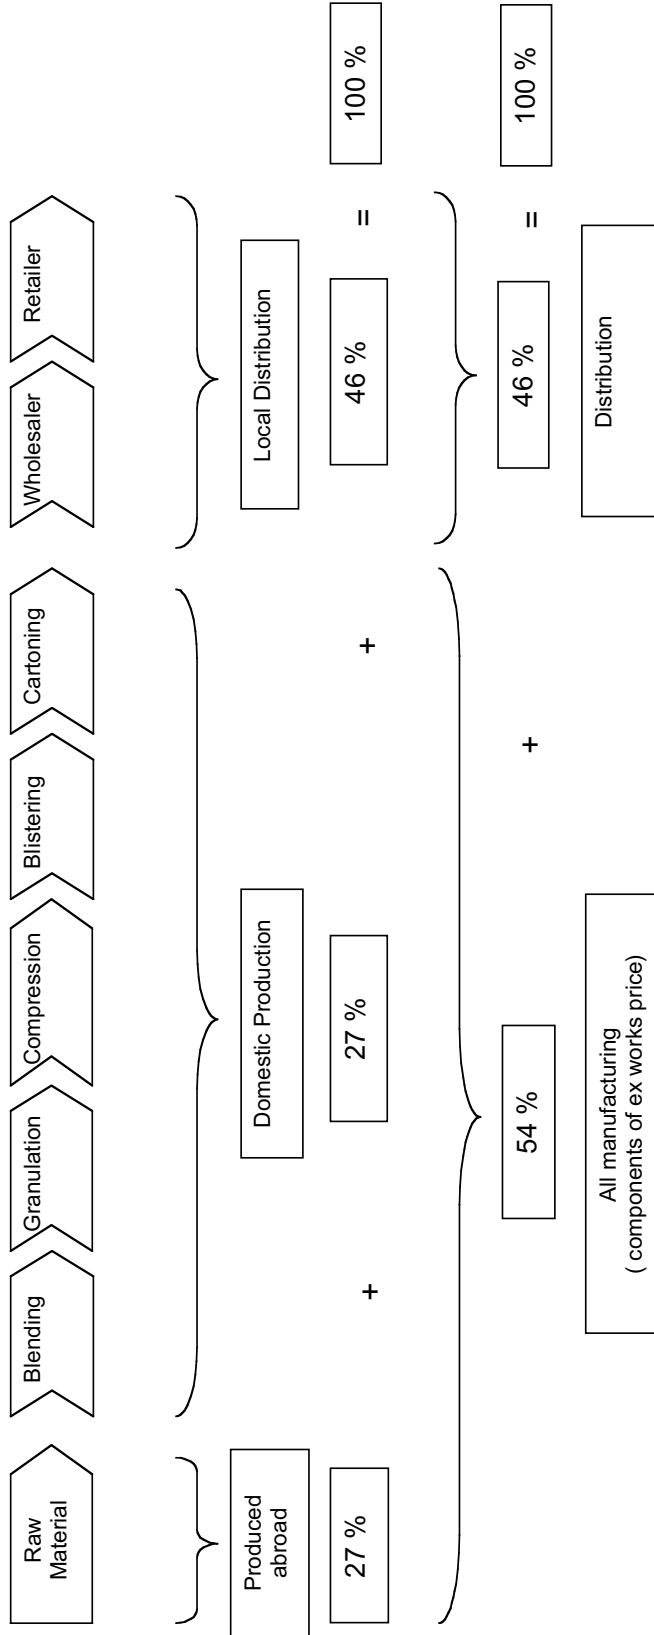 Raw
Material
Blending
Granulation
Compression
Blistering
Cartoning
Wholesaler
Retailer
Produced
abroad
Domestic Production
Local Distribution
27 %
+
27 %
+
46 %
=
100 %
54 %
+
46 %
=
100 %
All manufacturing
( components of ex works price)
Distribution